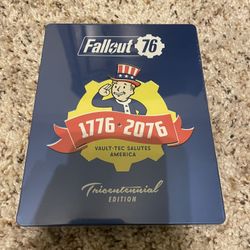 Fallout 76
1776 · 2076
VAULT-TEC SALUTES
AMERICA
Tricentennial
EDITION